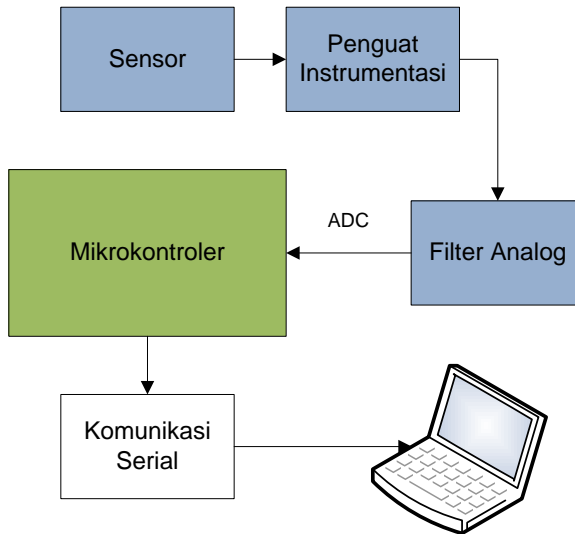 Sensor
Penguat
Instrumentasi
ADC
Mikrokontroler
Filter Analog
Komunikasi
Serial